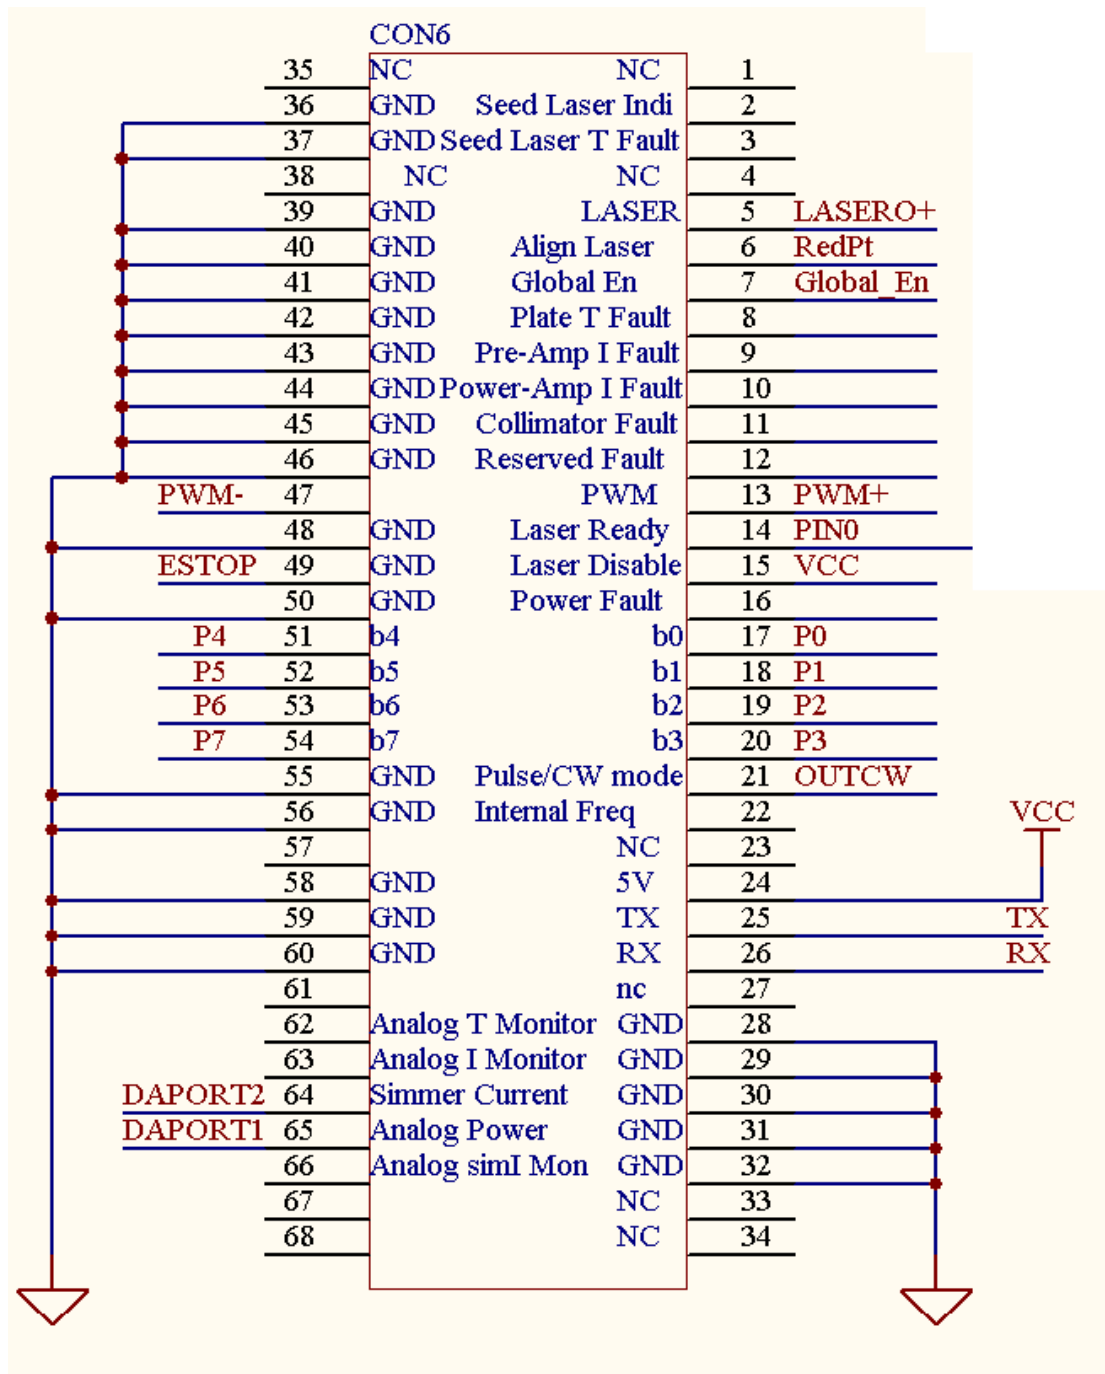 CON6
35 NC NC 1
36 GND Seed Laser Indi 2
37 GND Seed Laser T Fault 3
38 NC NC 4
39 GND LASER 5 LASERO+
40 GND Align Laser 6 RedPt
41 GND Global En 7 Global_En
42 GND Plate T Fault 8
43 GND Pre-Amp I Fault 9
44 GND Power-Amp I Fault 10
45 GND Collimator Fault 11
46 GND Reserved Fault 12
PWM- 47 PWM 13 PWM+
48 GND Laser Ready 14 PIN0
ESTOP 49 GND Laser Disable 15 VCC
50 GND Power Fault 16
P4 51 b4 b0 17 P0
P5 52 b5 b1 18 P1
P6 53 b6 b2 19 P2
P7 54 b7 b3 20 P3
55 GND Pulse/CW mode 21 OUTCW
56 GND Internal Freq 22 VCC
57 NC 23
58 GND 5V 24
59 GND TX 25 TX
60 GND RX 26 RX
61 nc 27
62 Analog T Monitor GND 28
63 Analog I Monitor GND 29
DAPORT2 64 Simmer Current GND 30
DAPORT1 65 Analog Power GND 31
66 Analog simI Mon GND 32
67 NC 33
68 NC 34